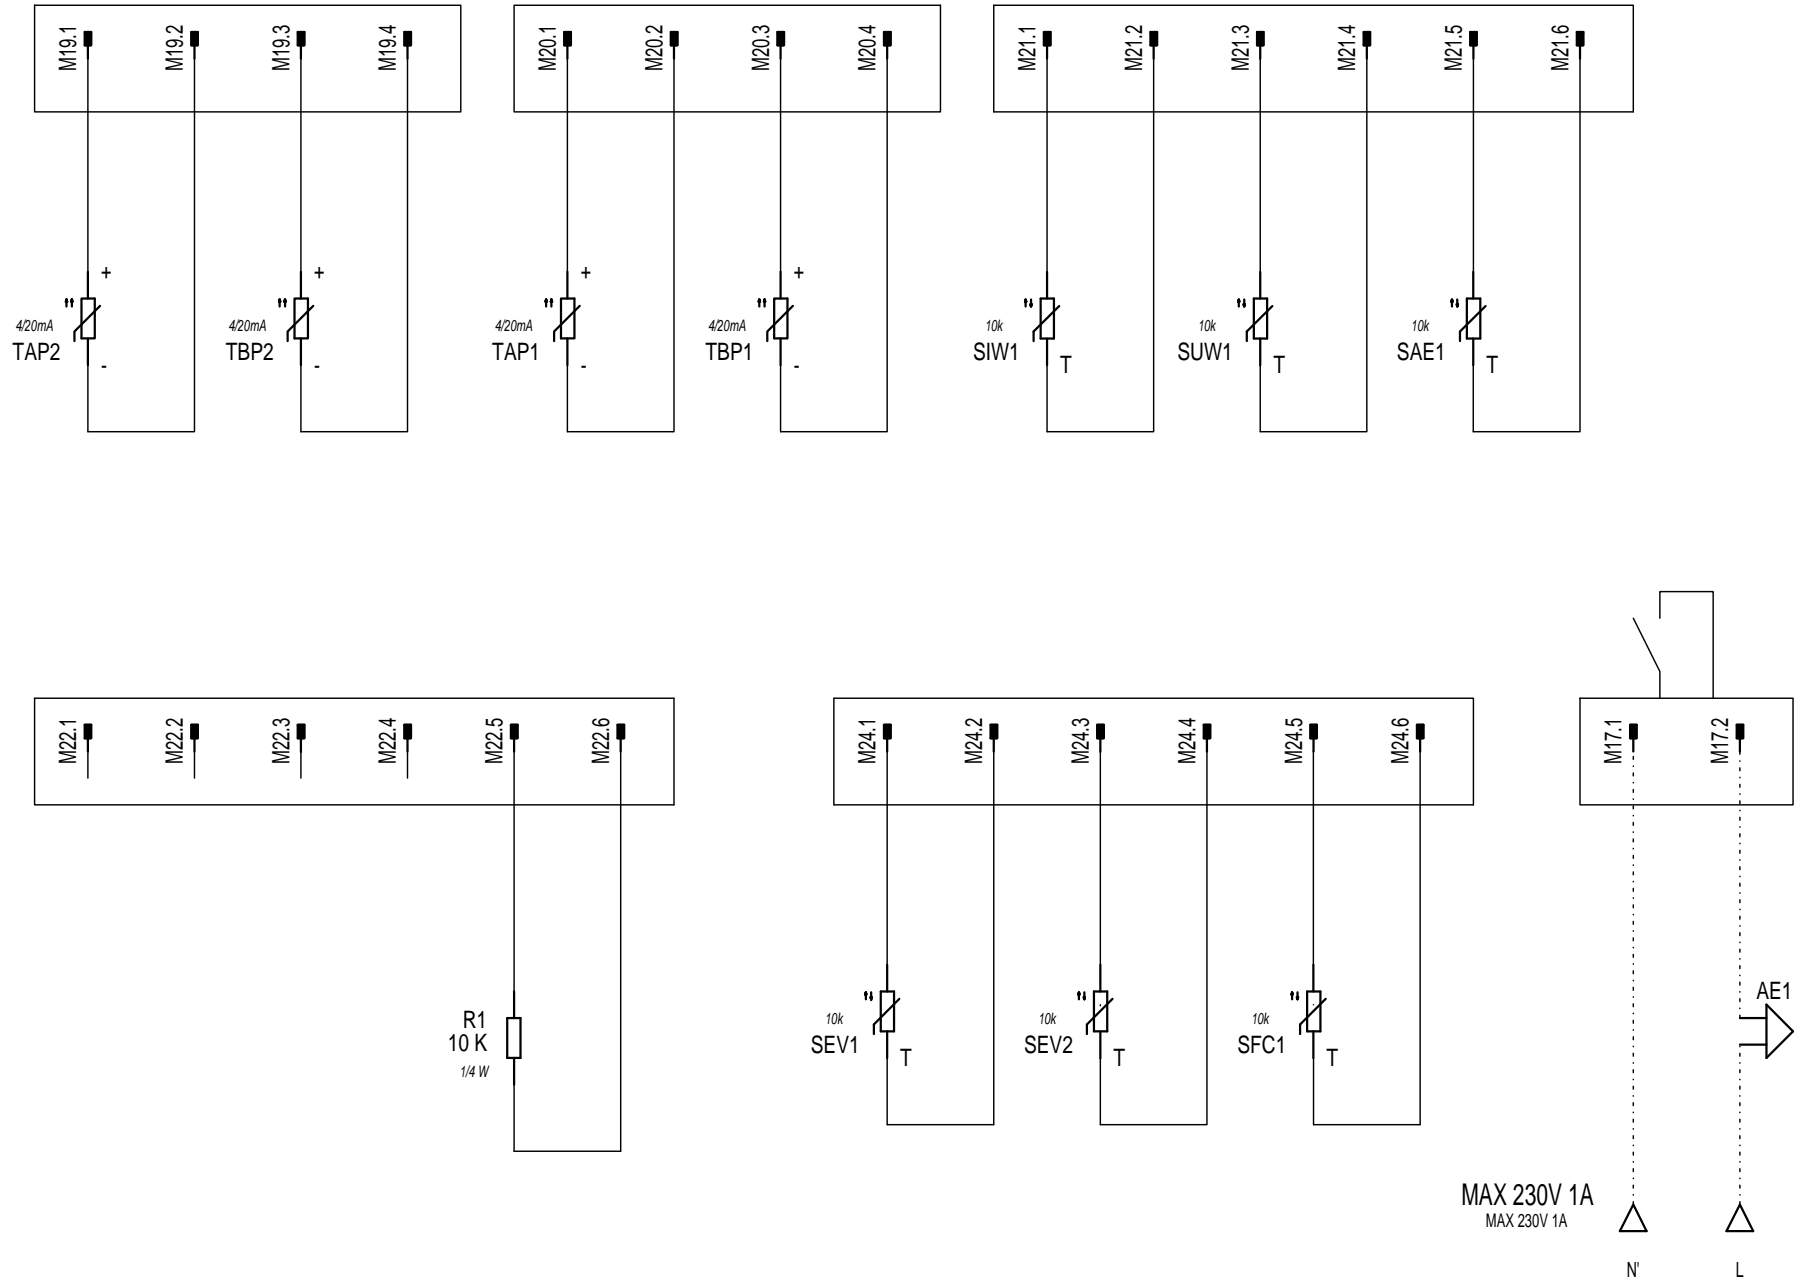 M19.1 M19.2 M19.3 M19.4 M20.1 M20.2 M20.3 M20.4 M21.1 M21.2 M21.3 M21.4 M21.5 M21.6
+ + + +
4/20mA 4/20mA 4/20mA 4/20mA 10k 10k 10k
TAP2 TBP2 TAP1 TBP1 SIW1 SUW1 SAE1
- - - - T T T
M22.1 M22.2 M22.3 M22.4 M22.5 M22.6 M24.1 M24.2 M24.3 M24.4 M24.5 M24.6 M17.1 M17.2
AE1
R1 10k 10k 10k
10 K SEV1 SEV2 SFC1
1/4 W T T T
MAX 230V 1A
MAX 230V 1A
N' L